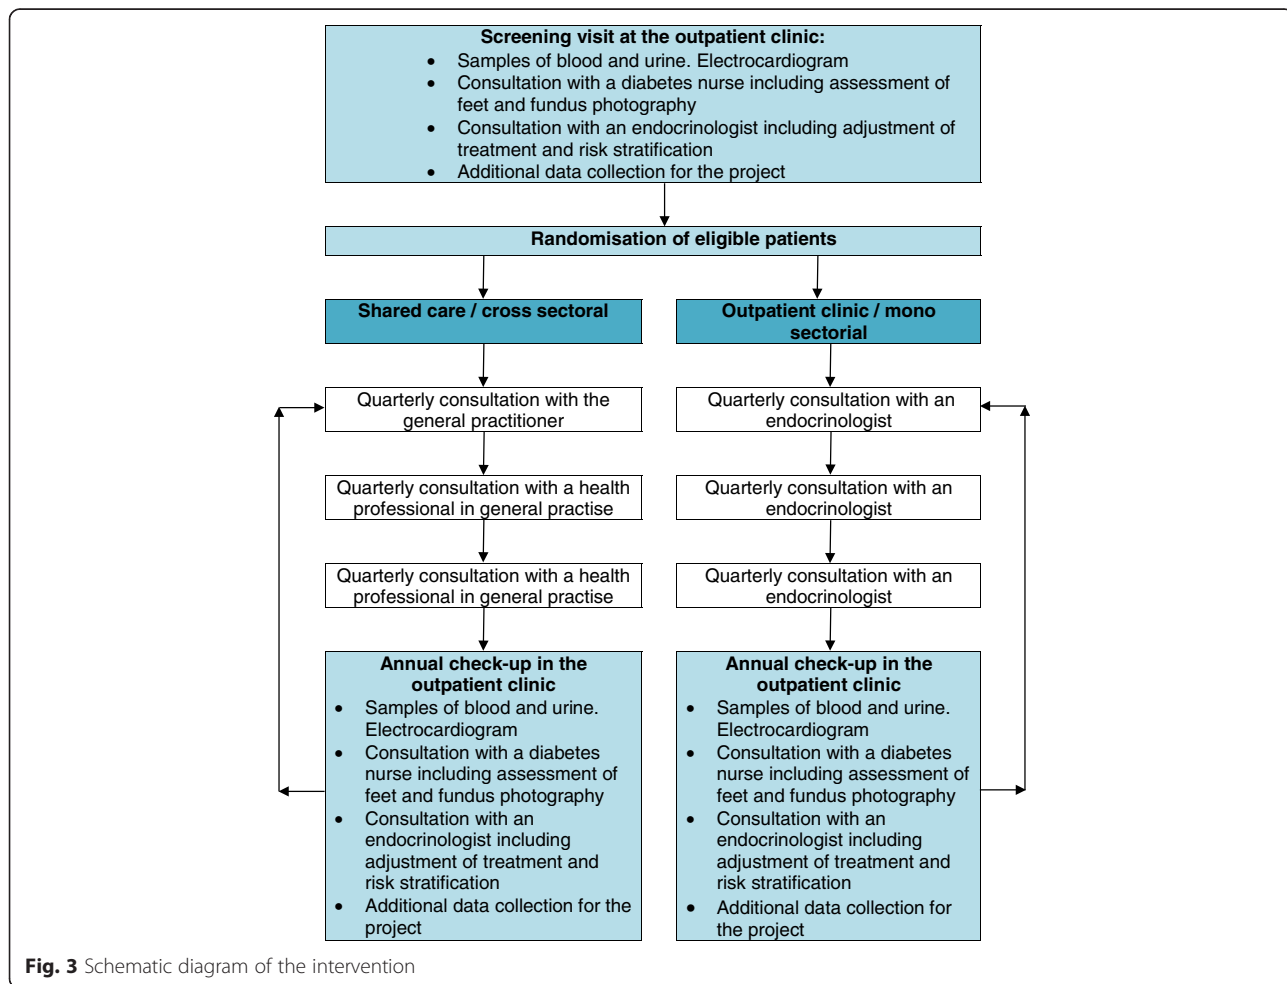 Screening visit at the outpatient clinic:
• Samples of blood and urine. Electrocardiogram
• Consultation with a diabetes nurse including assessment of
feet and fundus photography
• Consultation with an endocrinologist including adjustment of
treatment and risk stratification
• Additional data collection for the project
Randomisation of eligible patients
Shared care / cross sectoral
Outpatient clinic / mono
sectorial
Quarterly consultation with the
general practitioner
Quarterly consultation with an
endocrinologist
Quarterly consultation with a health
professional in general practise
Quarterly consultation with an
endocrinologist
Quarterly consultation with a health
professional in general practise
Quarterly consultation with an
endocrinologist
Annual check-up in the
outpatient clinic
• Samples of blood and urine.
Electrocardiogram
• Consultation with a diabetes
nurse including assessment of
feet and fundus photography
• Consultation with an
endocrinologist including
adjustment of treatment and
risk stratification
• Additional data collection for the
project
Annual check-up in the
outpatient clinic
• Samples of blood and urine.
Electrocardiogram
• Consultation with a diabetes
nurse including assessment of
feet and fundus photography
• Consultation with an
endocrinologist including
adjustment of treatment and
risk stratification
• Additional data collection for
the project
Fig. 3 Schematic diagram of the intervention